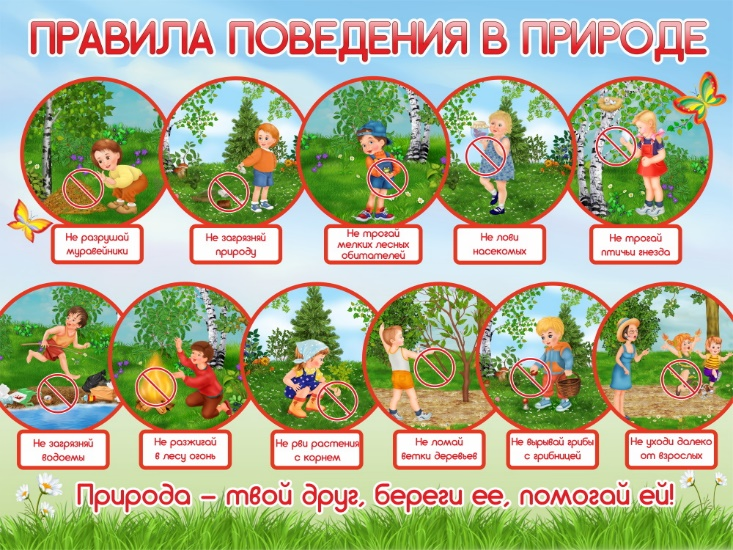 ПРАВИЛА ПОВЕДЕНИЯ В ПРИРОДЕ
Не разрушай
муравейники
Не загрязняй
природу
Не трогай
мелких лесных
обитателей
Не лови
насекомых
Не трогай
птичьи гнезда
Не загрязняй
водоемы
Не разжигай
в лесу огонь
Не рви растения
с корнем
Не ломай
ветки деревьев
Не вырывай грибы
с грибницей
Не уходи далеко
от взрослых
Природа – твой друг, береги ее, помогай ей!